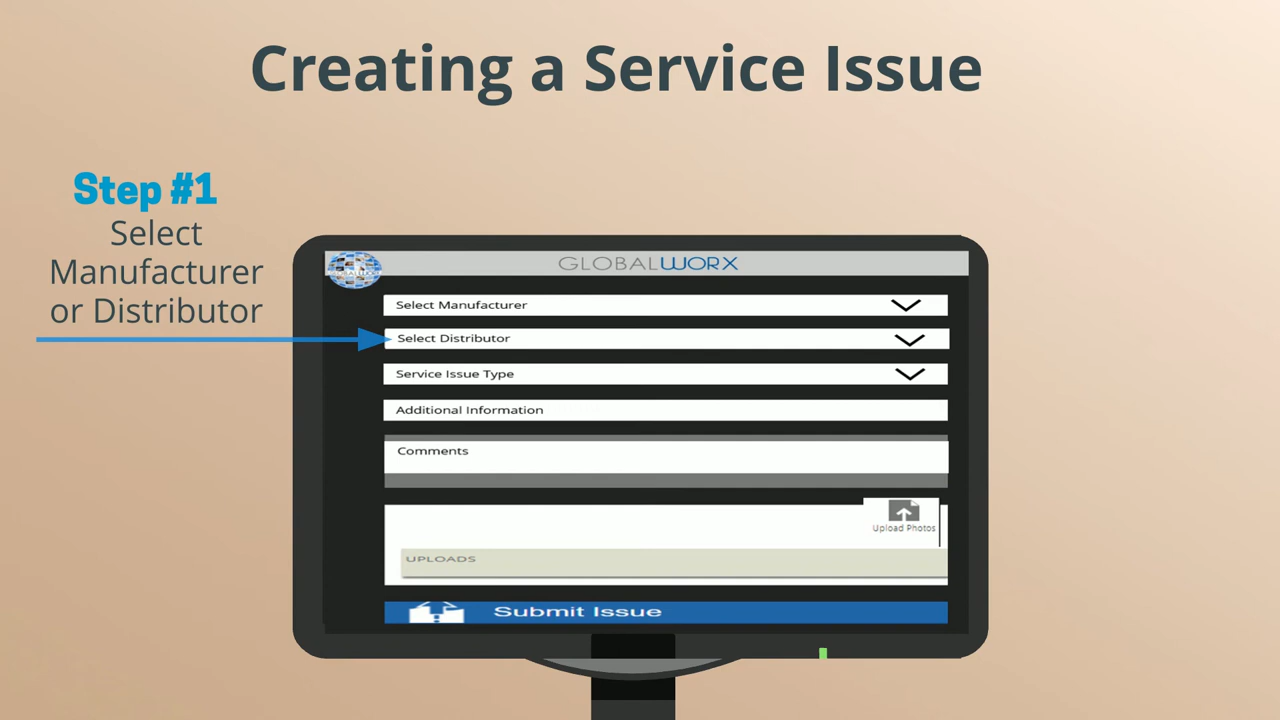 Creating a Service Issue
Step #1
Select
Manufacturer
or Distributor
GLOBALWORX
Select Manufacturer
Select Distributor
Service Issue Type
Additional Information
Comments
Upload Photos
UPLOADS
Submit Issue